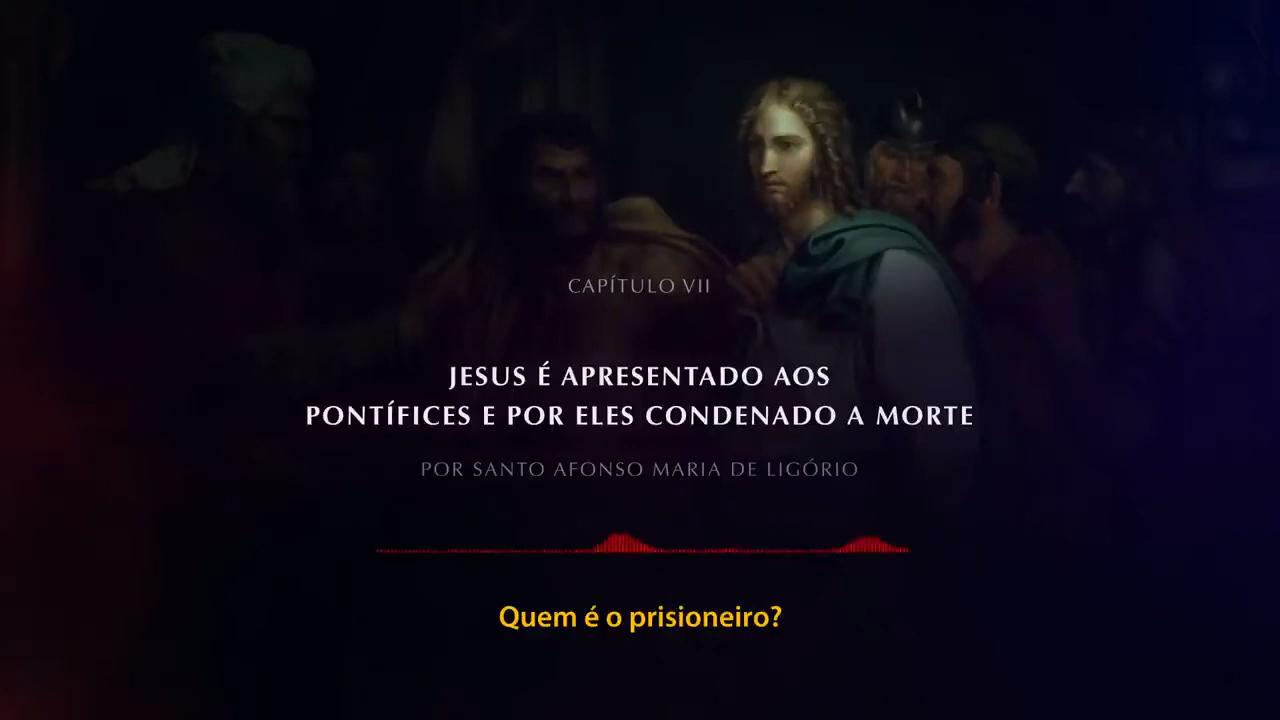 CAPÍTULO VII
JESUS É APRESENTADO AOS
PONTÍFICES E POR ELES CONDENADO A MORTE
POR SANTO AFONSO MARIA DE LIGÓRIO
Quem é o prisioneiro?